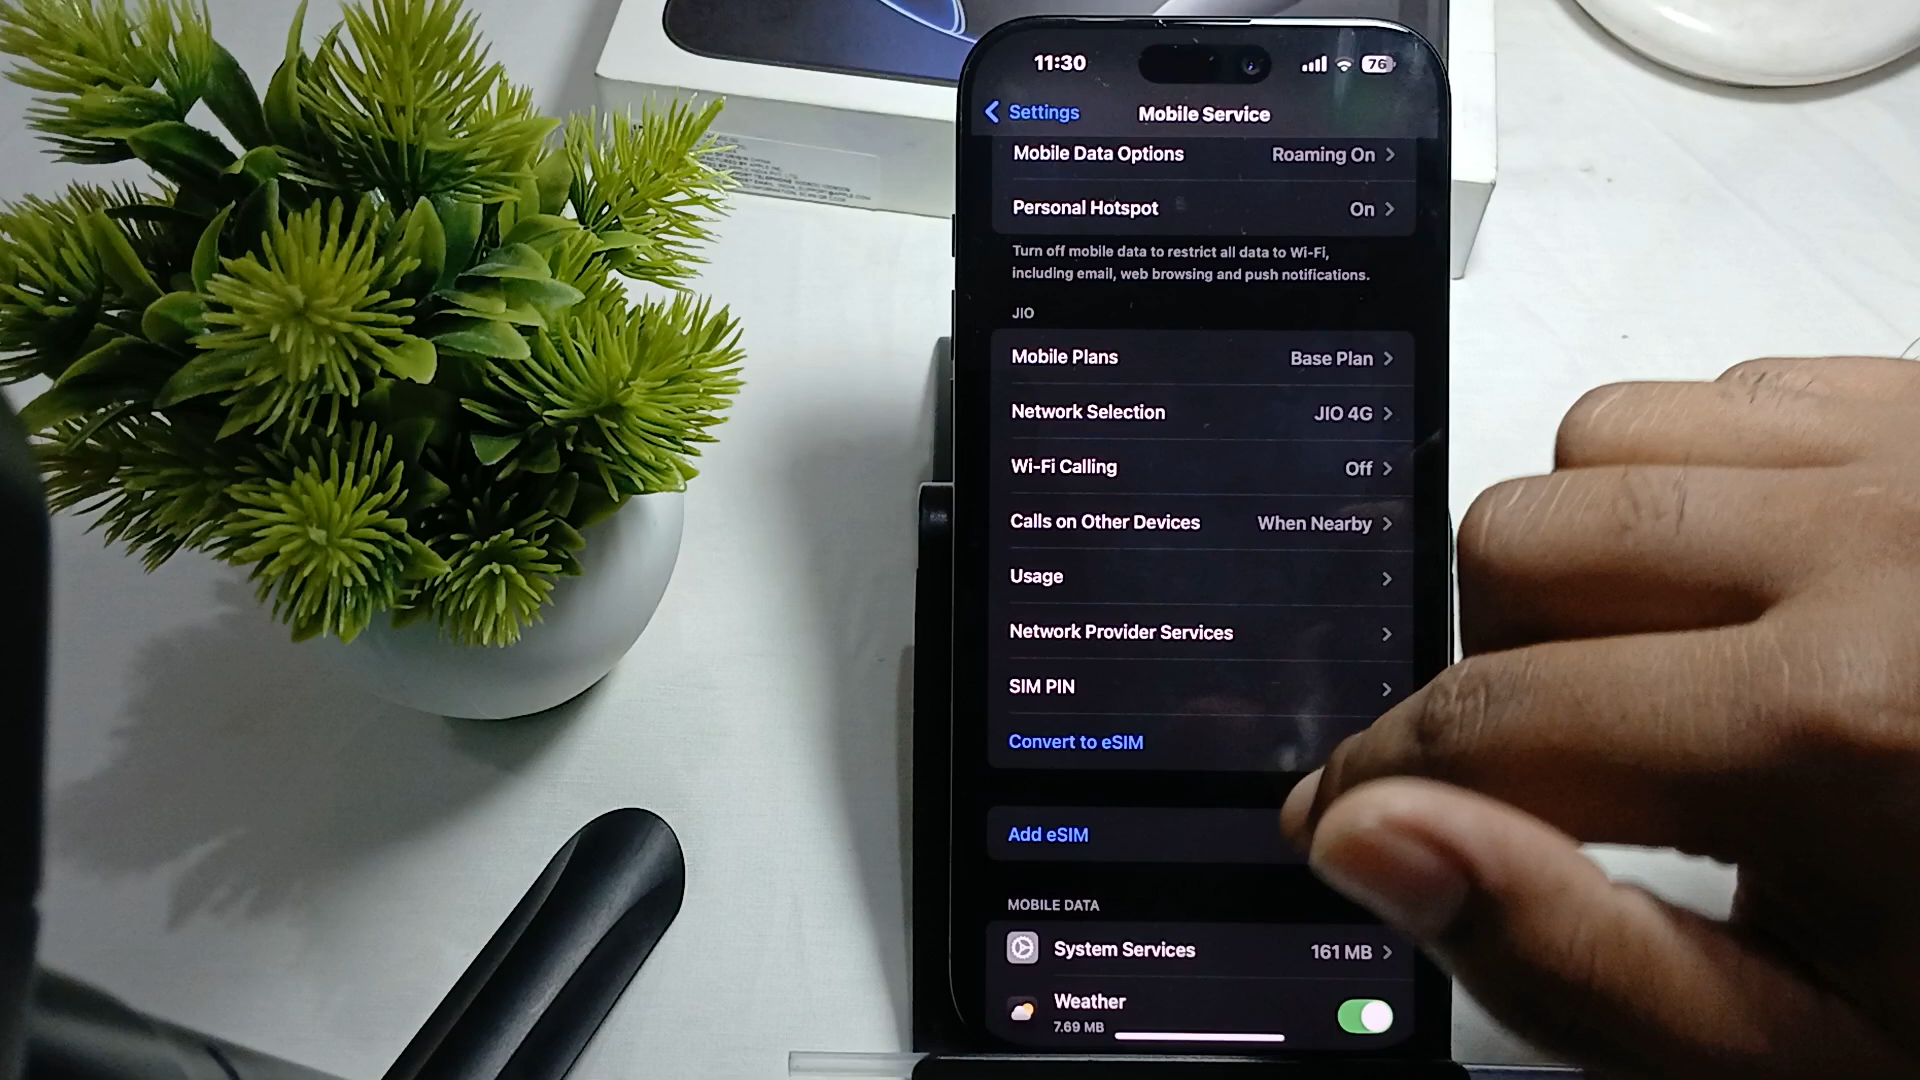 11:30
76
Settings
Mobile Service
Mobile Data Options
Roaming On
Personal Hotspot
On
Turn off mobile data to restrict all data to Wi-Fi,
including email, web browsing and push notifications.
JIO
Mobile Plans
Base Plan
Network Selection
JIO 4G
Wi-Fi Calling
Off
Calls on Other Devices
When Nearby
Usage
Network Provider Services
SIM PIN
Convert to eSIM
Add eSIM
MOBILE DATA
System Services
161 MB
Weather
7.69 MB